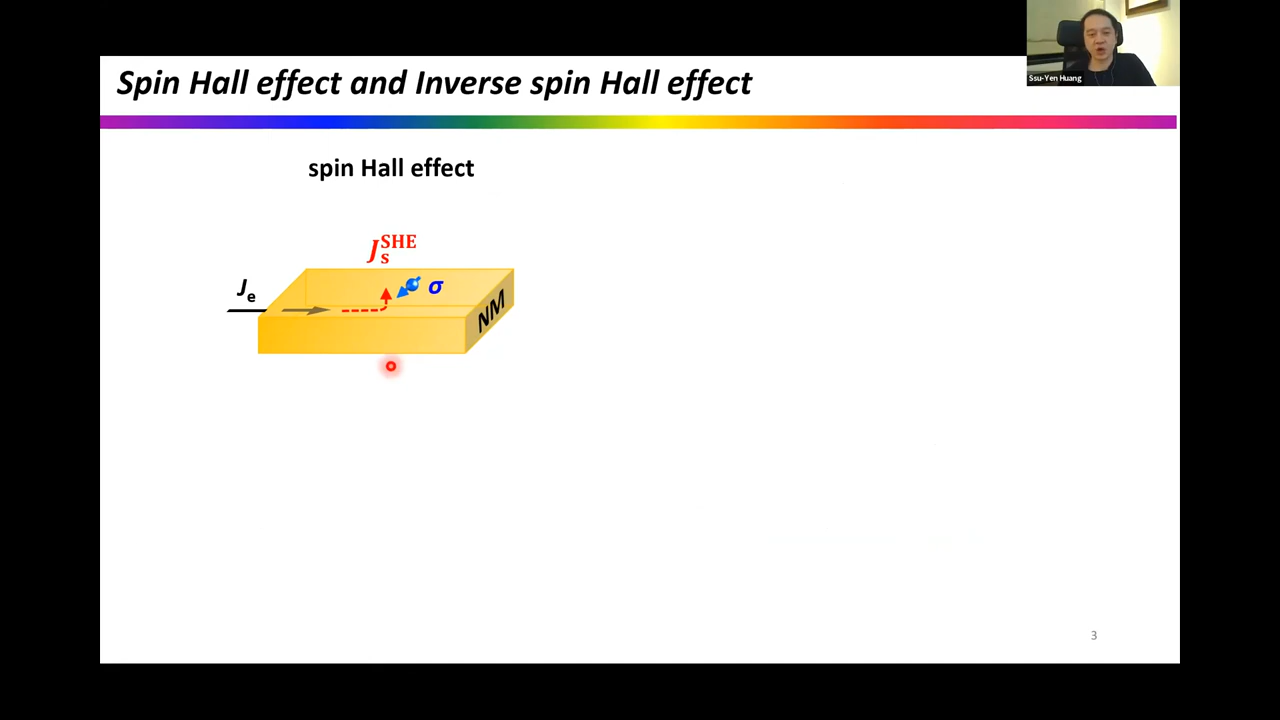 Ssu-Yen Huang
Spin Hall effect and Inverse spin Hall effect
spin Hall effect
J_s^SHE
J_e
σ
NM
3